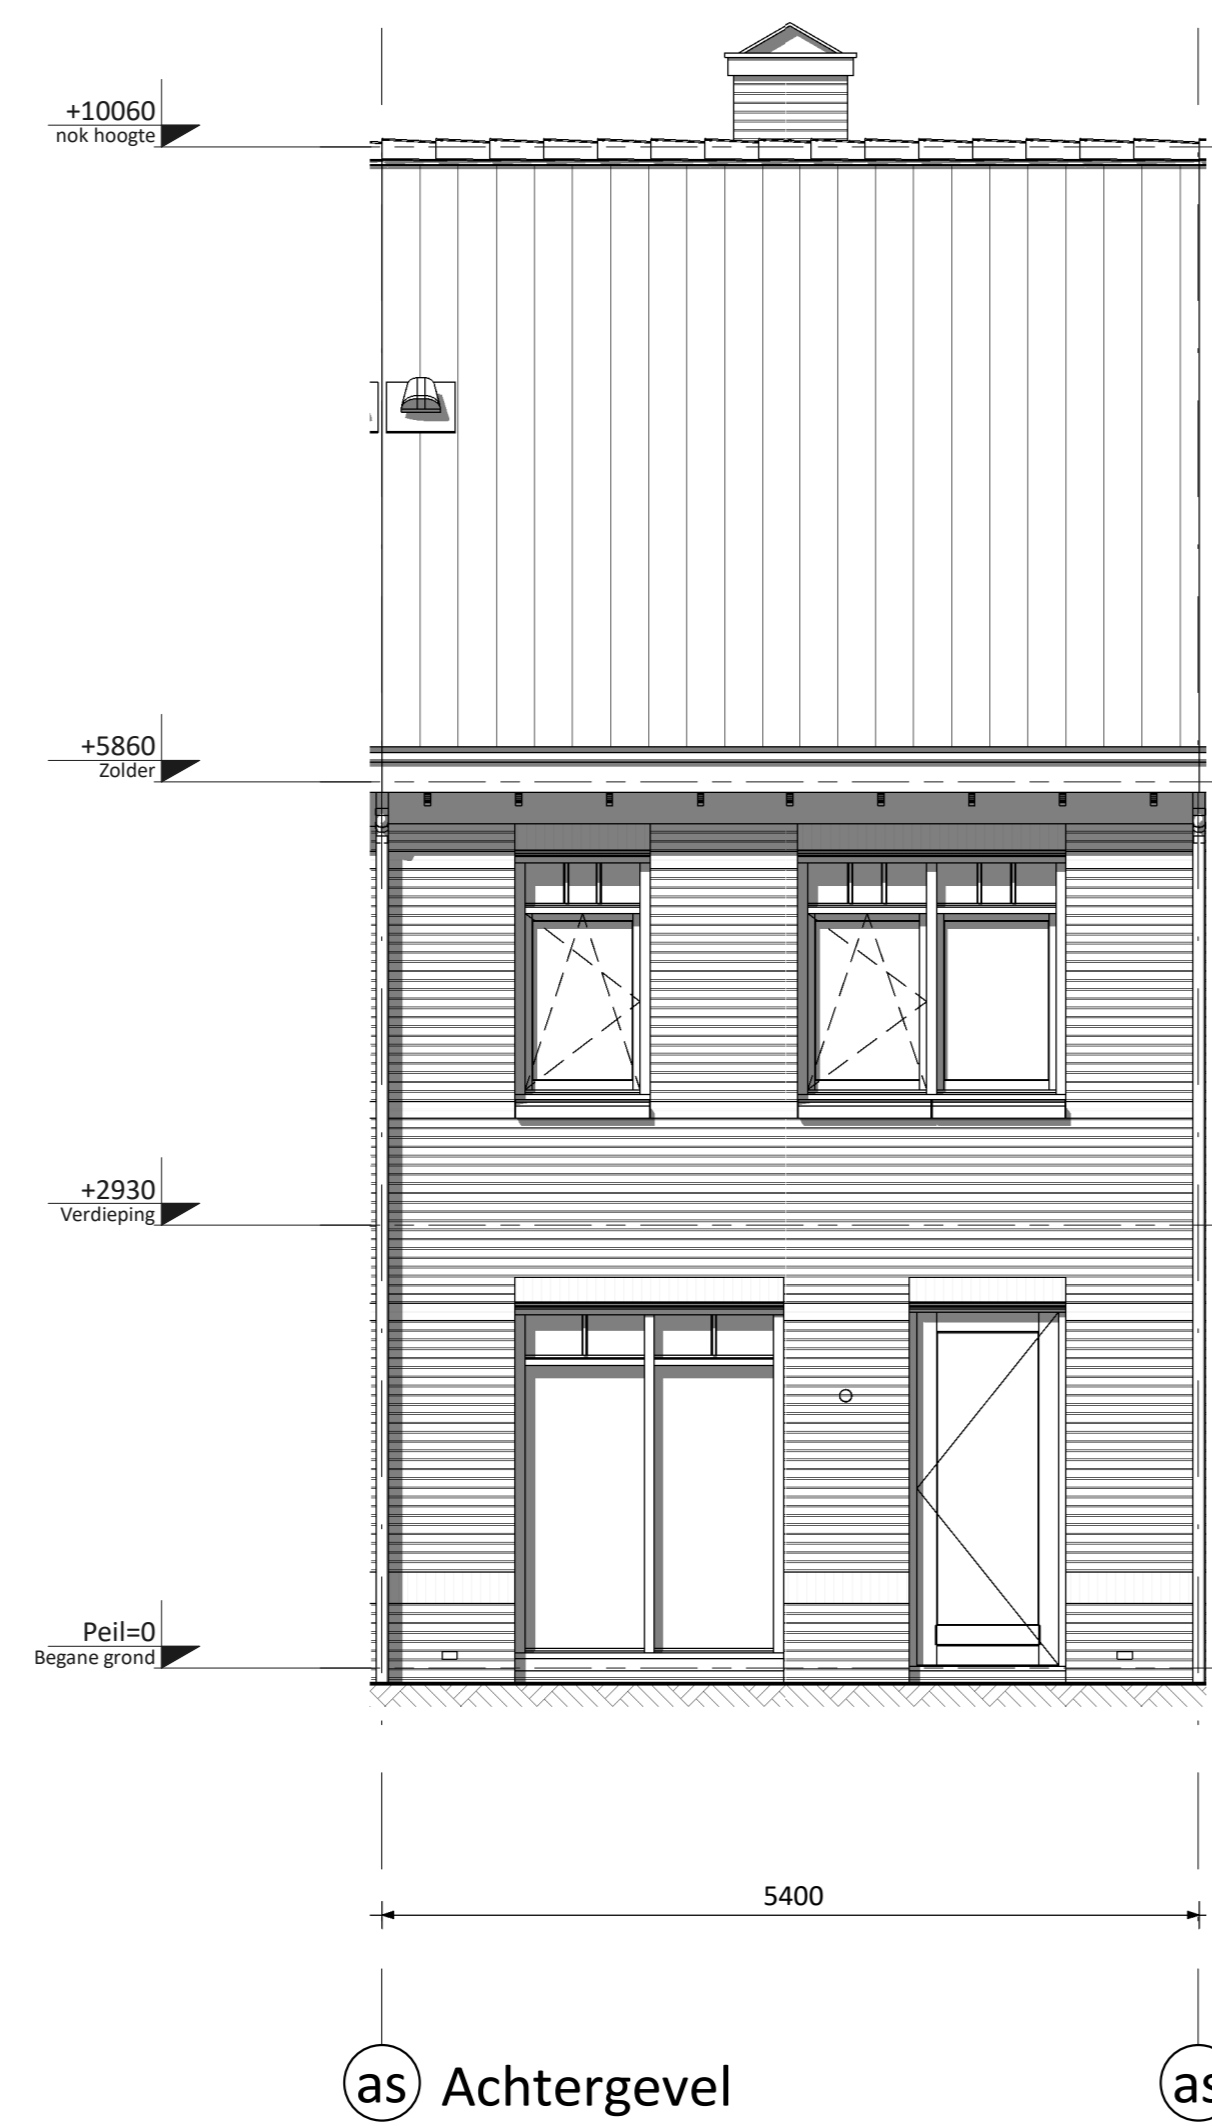 +10060
nok hoogte
+5860
Zolder
+2930
Verdieping
Peil=0
Begane grond
5400
as Achtergevel
as